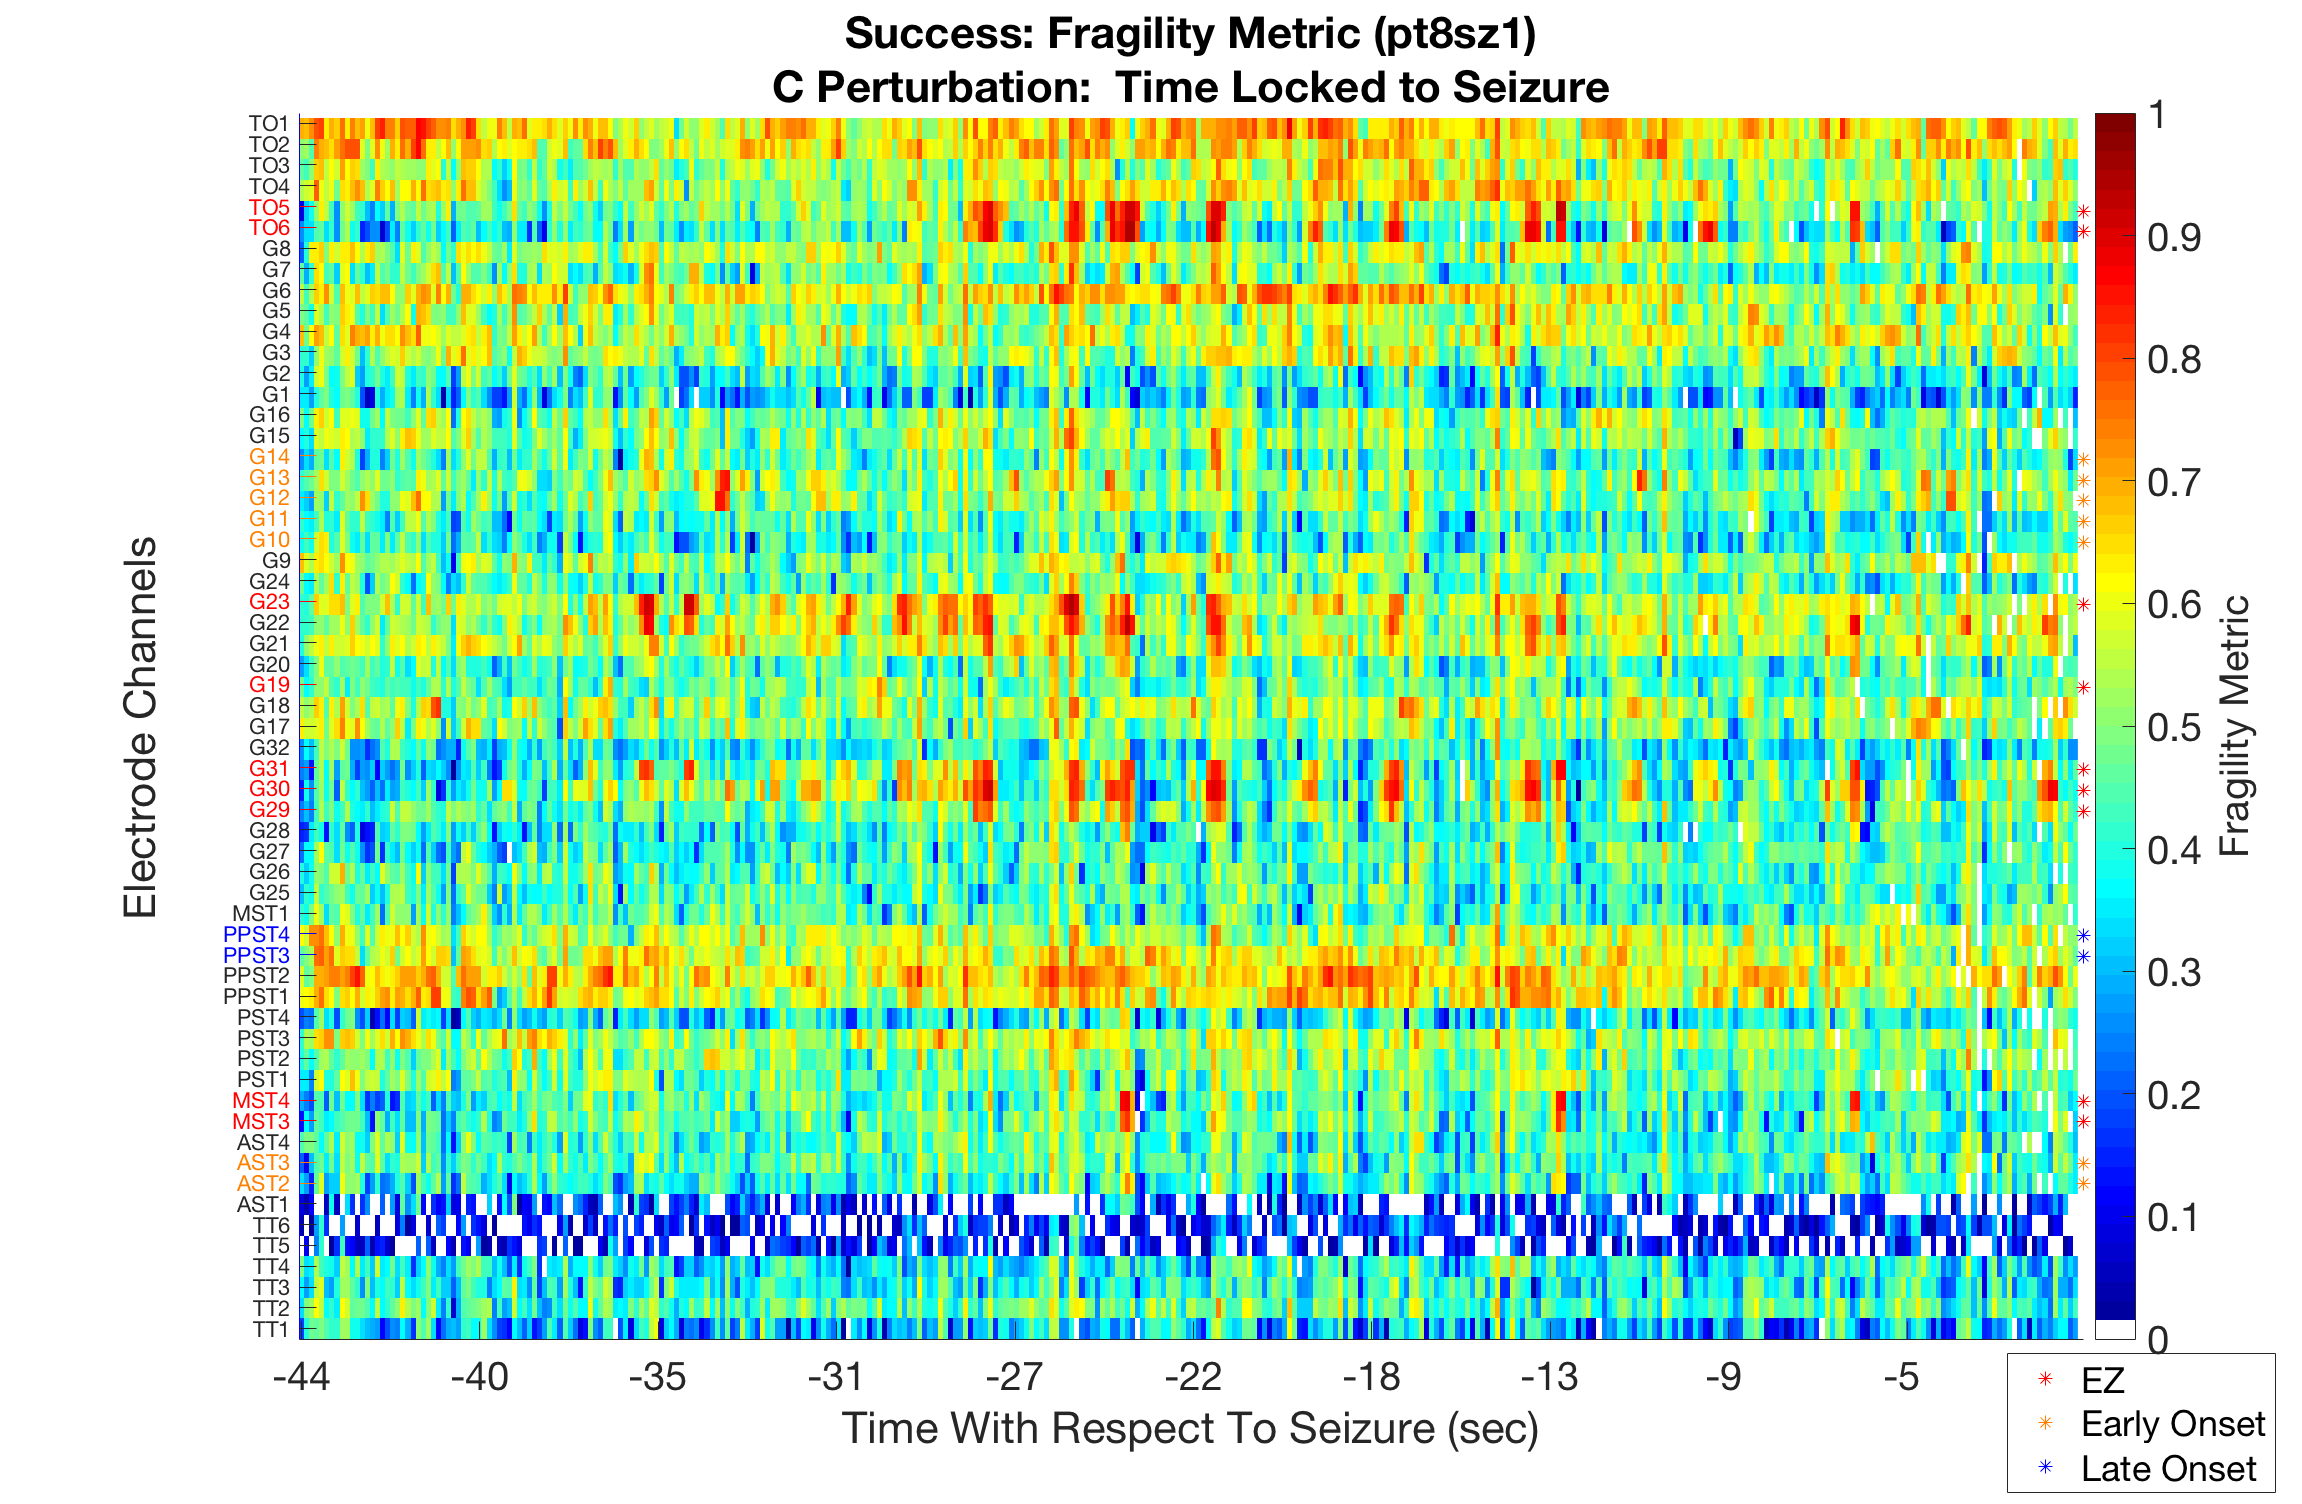 Success: Fragility Metric (pt8sz1)
C Perturbation: Time Locked to Seizure
Electrode Channels
TO1
TO2
TO3
TO4
TO5
TO6
G8
G7
G6
G5
G4
G3
G2
G1
G16
G15
G14
G13
G12
G11
G10
G9
G24
G23
G22
G21
G20
G19
G18
G17
G32
G31
G30
G29
G28
G27
G26
G25
MST1
PPST4
PPST3
PPST2
PPST1
PST4
PST3
PST2
PST1
MST4
MST3
AST4
AST3
AST2
AST1
TT6
TT5
TT4
TT3
TT2
TT1
-44 -40 -35 -31 -27 -22 -18 -13 -9 -5
Time With Respect To Seizure (sec)
1
0.9
0.8
0.7
0.6
0.5
0.4
0.3
0.2
0.1
0
Fragility Metric
EZ
Early Onset
Late Onset